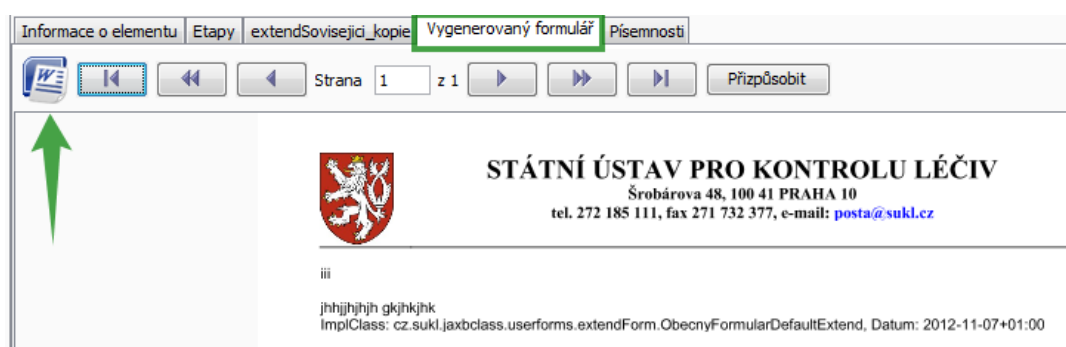 Informace o elementu Etapy extendSovisejici_kopie Vygenerovaný formulář Písemnosti
W Strana 1 z 1 Přizpůsobit
STÁTNÍ ÚSTAV PRO KONTROLU LÉČIV
Šrobárova 48, 100 41 PRAHA 10
tel. 272 185 111, fax 271 732 377, e-mail: posta@sukl.cz
iii
jhhjjhjhjh gkjhkjhk
ImplClass: cz.sukl.jaxbclass.userforms.extendForm.ObecnyFormularDefaultExtend, Datum: 2012-11-07+01:00